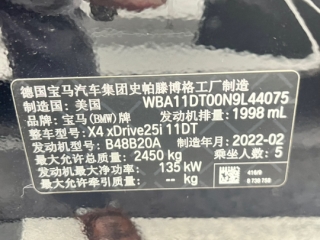 德国宝马汽车集团史帕滕博格工厂制造
制造国：美国 WBA11DT00N9L44075
品牌：宝马(BMW)牌 发动机排量：1998 mL
整车型号：X4 xDrive25i 11DT
发动机型号：B48B20A 制造年月：2022-02
最大允许总质量：2450 kg 乘坐人数：5
发动机最大净功率：135 kW
最大允许牵引质量：-- kg